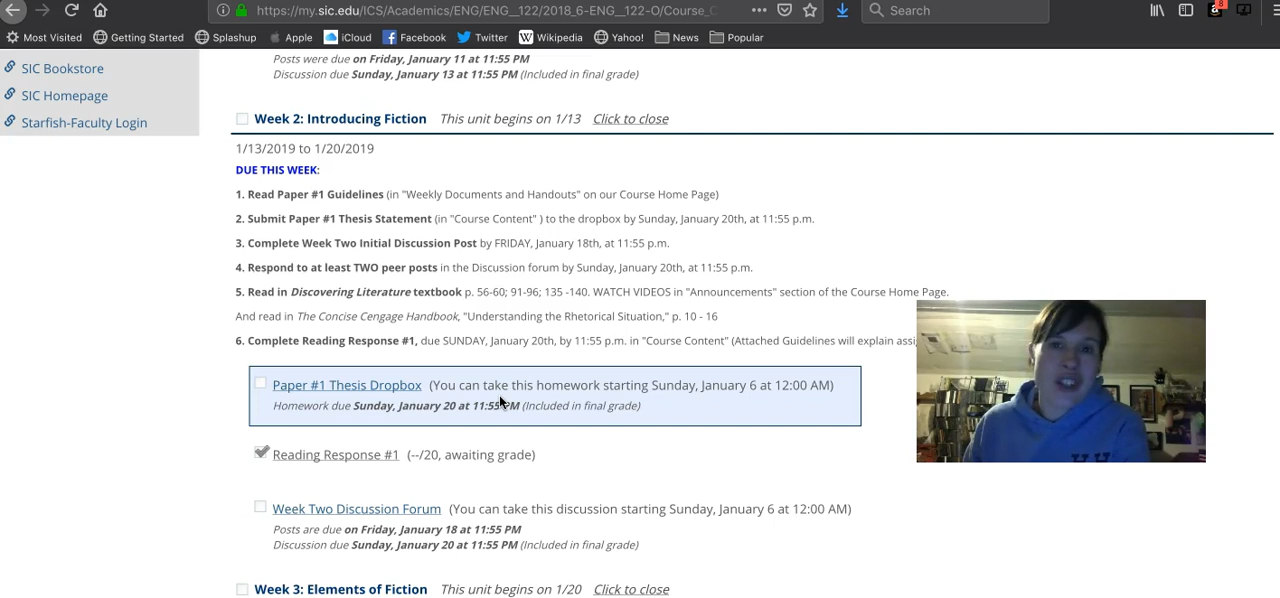 https://my.sic.edu/ICS/Academics/ENG/ENG__122/2018_6-ENG__122-O/Course_C
Search
8
Most Visited Getting Started Splashup Apple iCloud Facebook Twitter Wikipedia Yahoo! News Popular
SIC Bookstore
SIC Homepage
Starfish-Faculty Login
Posts were due on Friday, January 11 at 11:55 PM
Discussion due Sunday, January 13 at 11:55 PM (Included in final grade)
Week 2: Introducing Fiction This unit begins on 1/13 Click to close
1/13/2019 to 1/20/2019
DUE THIS WEEK:
1. Read Paper #1 Guidelines (in "Weekly Documents and Handouts" on our Course Home Page)
2. Submit Paper #1 Thesis Statement (in "Course Content" ) to the dropbox by Sunday, January 20th, at 11:55 p.m.
3. Complete Week Two Initial Discussion Post by FRIDAY, January 18th, at 11:55 p.m.
4. Respond to at least TWO peer posts in the Discussion forum by Sunday, January 20th, at 11:55 p.m.
5. Read in Discovering Literature textbook p. 56-60; 91-96; 135 -140. WATCH VIDEOS in "Announcements" section of the Course Home Page.
And read in The Concise Cengage Handbook, "Understanding the Rhetorical Situation," p. 10 - 16
6. Complete Reading Response #1, due SUNDAY, January 20th, by 11:55 p.m. in "Course Content" (Attached Guidelines will explain
Paper #1 Thesis Dropbox (You can take this homework starting Sunday, January 6 at 12:00 AM)
Homework due Sunday, January 20 at 11:55 PM (Included in final grade)
Reading Response #1 (--/20, awaiting grade)
Week Two Discussion Forum (You can take this discussion starting Sunday, January 6 at 12:00 AM)
Posts are due on Friday, January 18 at 11:55 PM
Discussion due Sunday, January 20 at 11:55 PM (Included in final grade)
Week 3: Elements of Fiction This unit begins on 1/20 Click to close